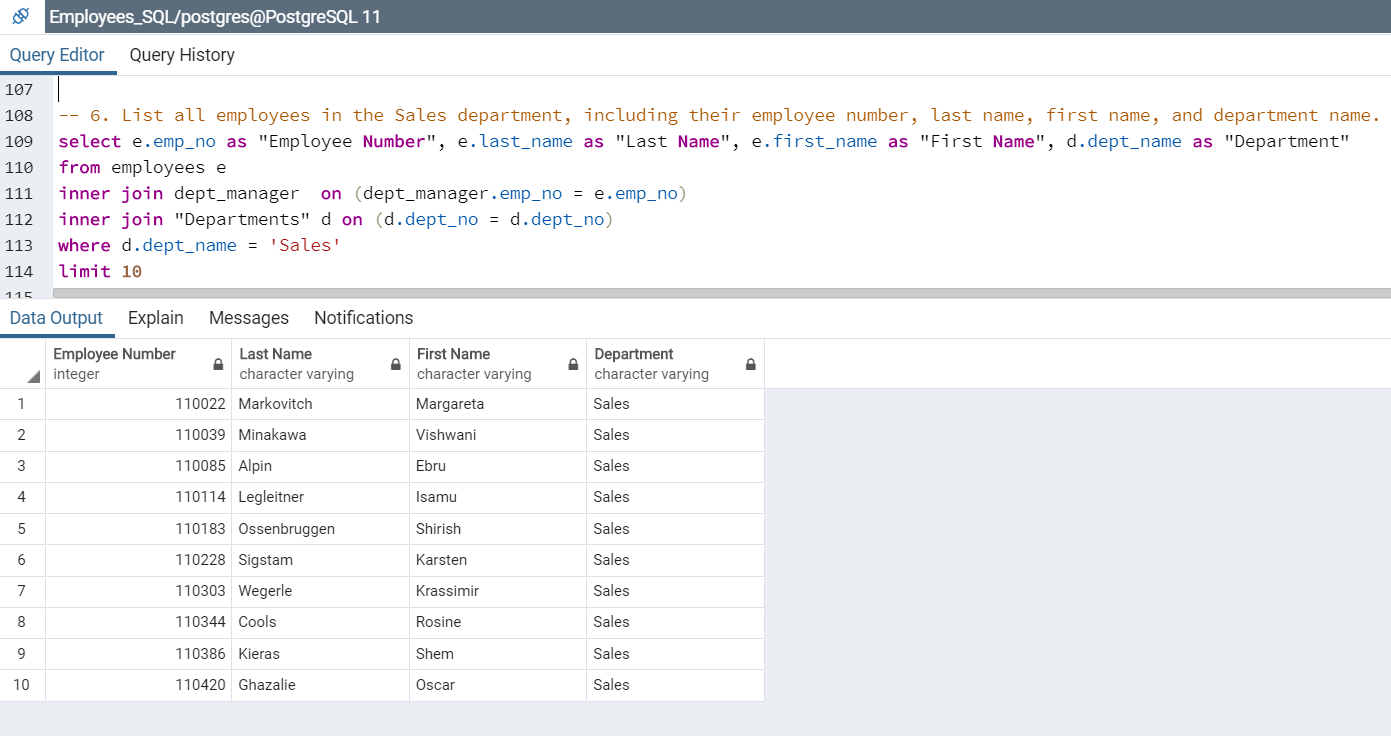 Employees_SQL/postgres@PostgreSQL 11
Query Editor Query History
107
108 -- 6. List all employees in the Sales department, including their employee number, last name, first name, and department name.
109 select e.emp_no as "Employee Number", e.last_name as "Last Name", e.first_name as "First Name", d.dept_name as "Department"
110 from employees e
111 inner join dept_manager  on (dept_manager.emp_no = e.emp_no)
112 inner join "Departments" d on (d.dept_no = d.dept_no)
113 where d.dept_name = 'Sales'
114 limit 10
115
Data Output Explain Messages Notifications
Employee Number Last Name First Name Department
integer character varying character varying character varying
1 110022 Markovitch Margareta Sales
2 110039 Minakawa Vishwani Sales
3 110085 Alpin Ebru Sales
4 110114 Legleitner Isamu Sales
5 110183 Ossenbruggen Shirish Sales
6 110228 Sigstam Karsten Sales
7 110303 Wegerle Krassimir Sales
8 110344 Cools Rosine Sales
9 110386 Kieras Shem Sales
10 110420 Ghazalie Oscar Sales